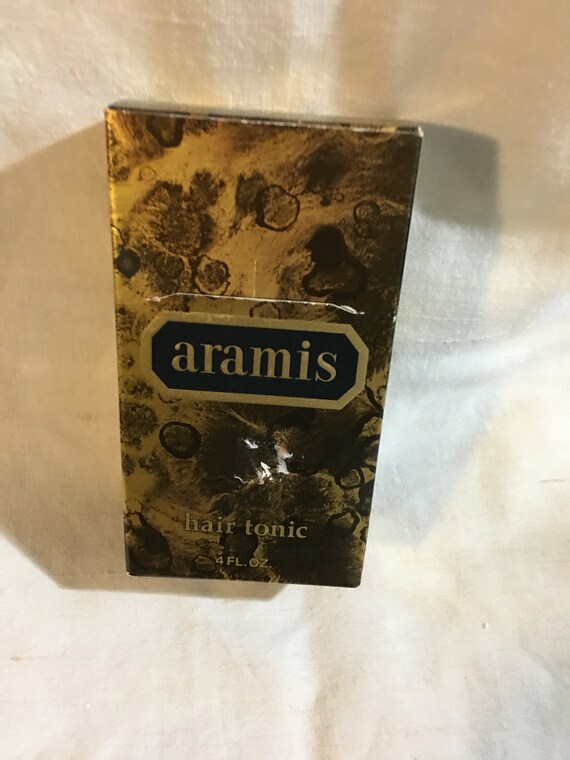 aramis
hair tonic
4 FL. OZ.